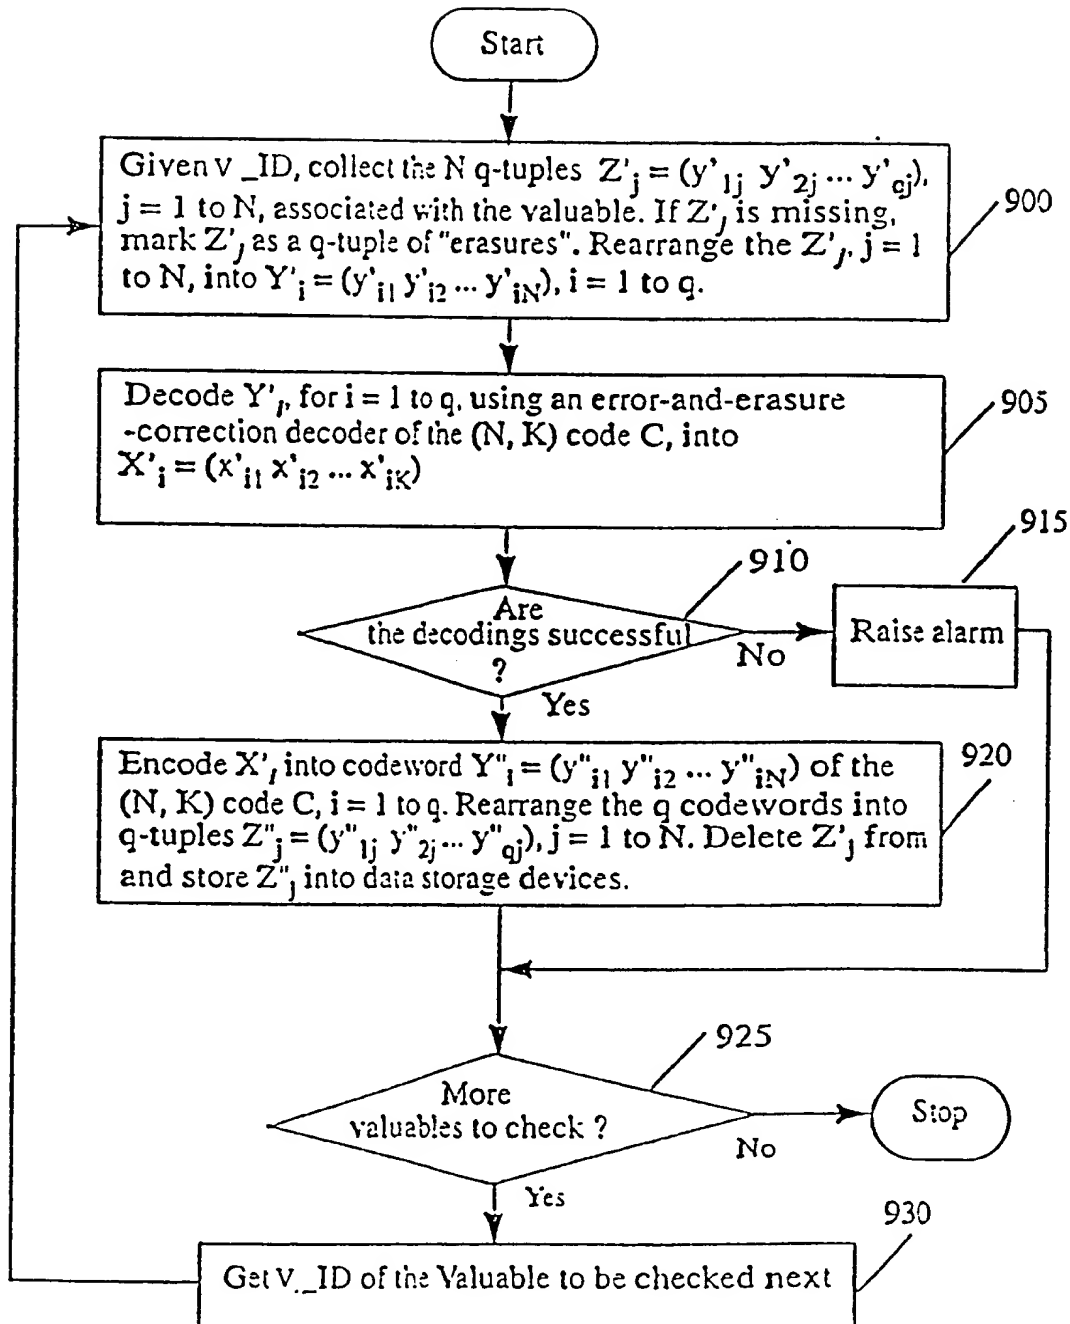 Start
Given V_ID, collect the N q-tuples Z'j = (y'1j y'2j ... y'qj),
j = 1 to N, associated with the valuable. If Z'j is missing,
mark Z'j as a q-tuple of "erasures". Rearrange the Z'j, j = 1
to N, into Y'i = (y'i1 y'i2 ... y'iN), i = 1 to q.
900
Decode Y'i, for i = 1 to q, using an error-and-erasure
-correction decoder of the (N, K) code C, into
X'i = (x'i1 x'i2 ... x'iK)
905
Are
the decodings successful
?
910
No
Raise alarm
915
Yes
Encode X'i into codeword Y"i = (y"i1 y"i2 ... y"iN) of the
(N, K) code C, i = 1 to q. Rearrange the q codewords into
q-tuples Z"j = (y"1j y"2j ... y"qj), j = 1 to N. Delete Z'j from
and store Z"j into data storage devices.
920
More
valuables to check ?
925
No
Stop
Yes
Get V_ID of the Valuable to be checked next
930